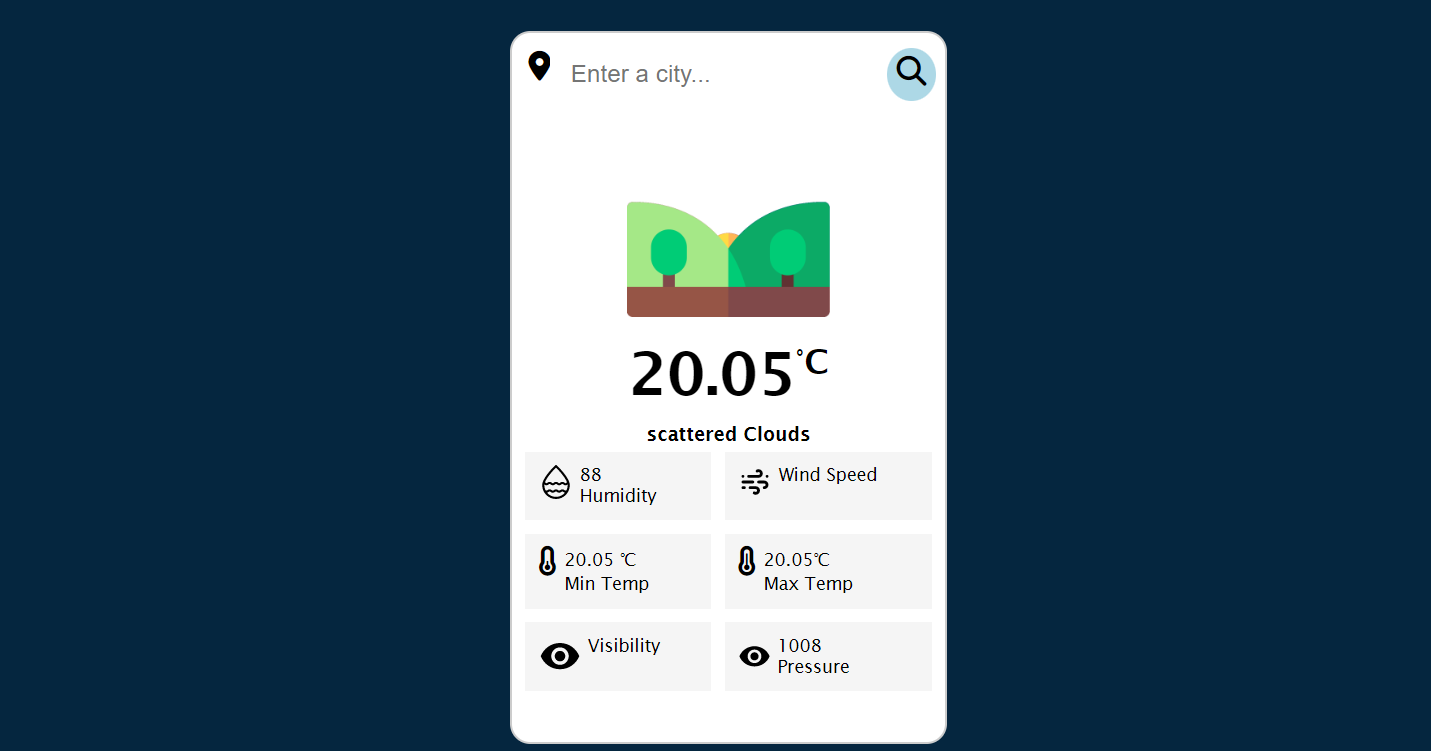 Enter a city...
20.05°C
scattered Clouds
88
Humidity
Wind Speed
20.05 °C
Min Temp
20.05°C
Max Temp
Visibility
1008
Pressure